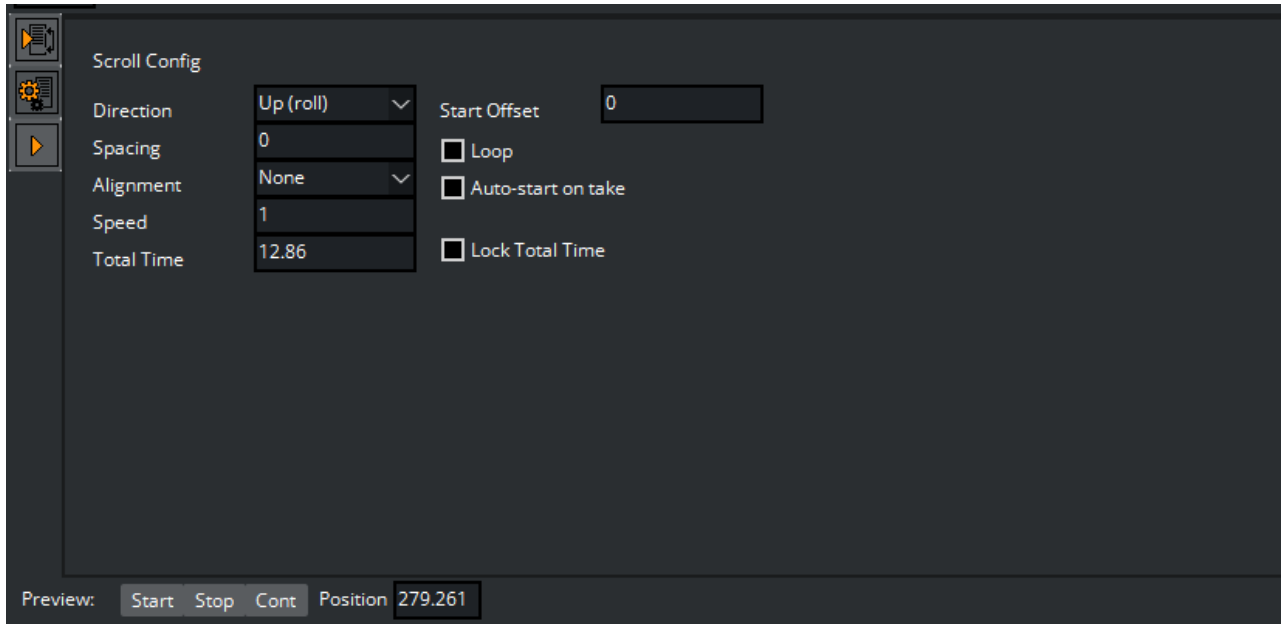 Scroll Config
Direction Up (roll) Start Offset 0
Spacing 0 Loop
Alignment None Auto-start on take
Speed 1
Total Time 12.86 Lock Total Time
Preview: Start Stop Cont Position 279.261